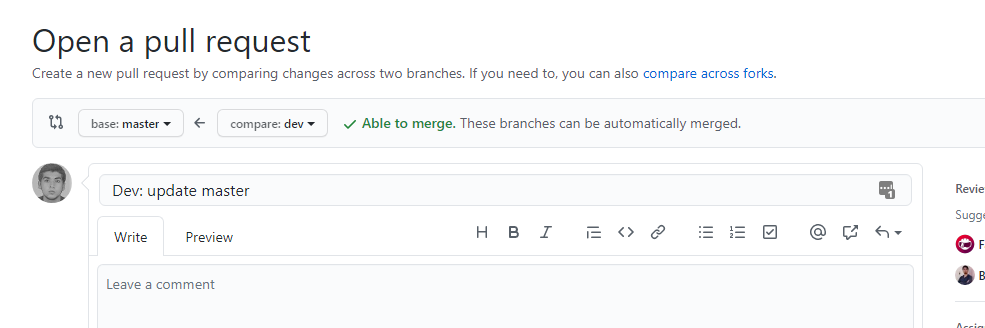 Open a pull request
Create a new pull request by comparing changes across two branches. If you need to, you can also compare across forks.
base: master compare: dev Able to merge. These branches can be automatically merged.
Dev: update master
1
Write Preview H B I
Leave a comment
Revie
Sugge
F
B